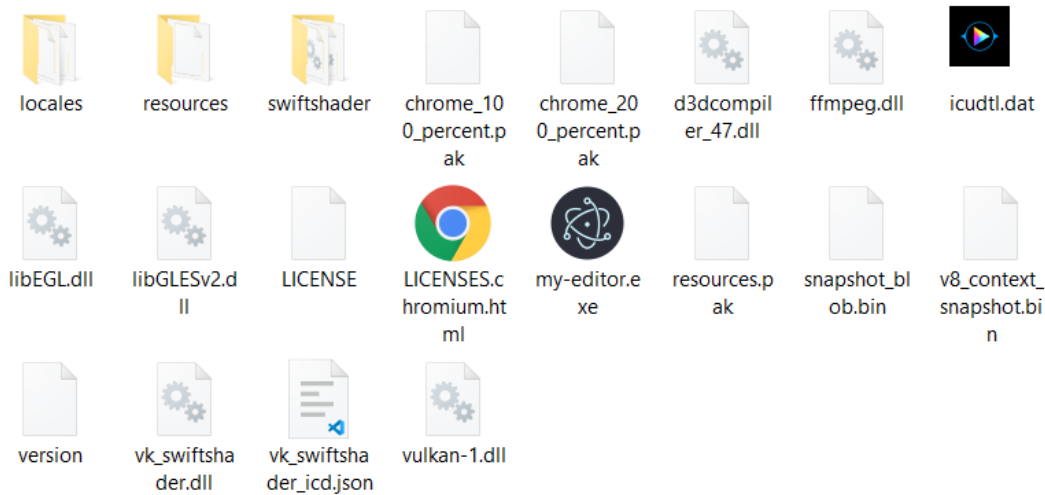 locales
resources
swiftshader
chrome_10
0_percent.p
ak
chrome_20
0_percent.p
ak
d3dcompil
er_47.dll
ffmpeg.dll
icudtl.dat
libEGL.dll
libGLESv2.d
ll
LICENSE
LICENSES.c
hromium.ht
ml
my-editor.e
xe
resources.p
ak
snapshot_bl
ob.bin
v8_context_
snapshot.bi
n
version
vk_swiftsha
der.dll
vk_swiftsha
der_icd.json
vulkan-1.dll